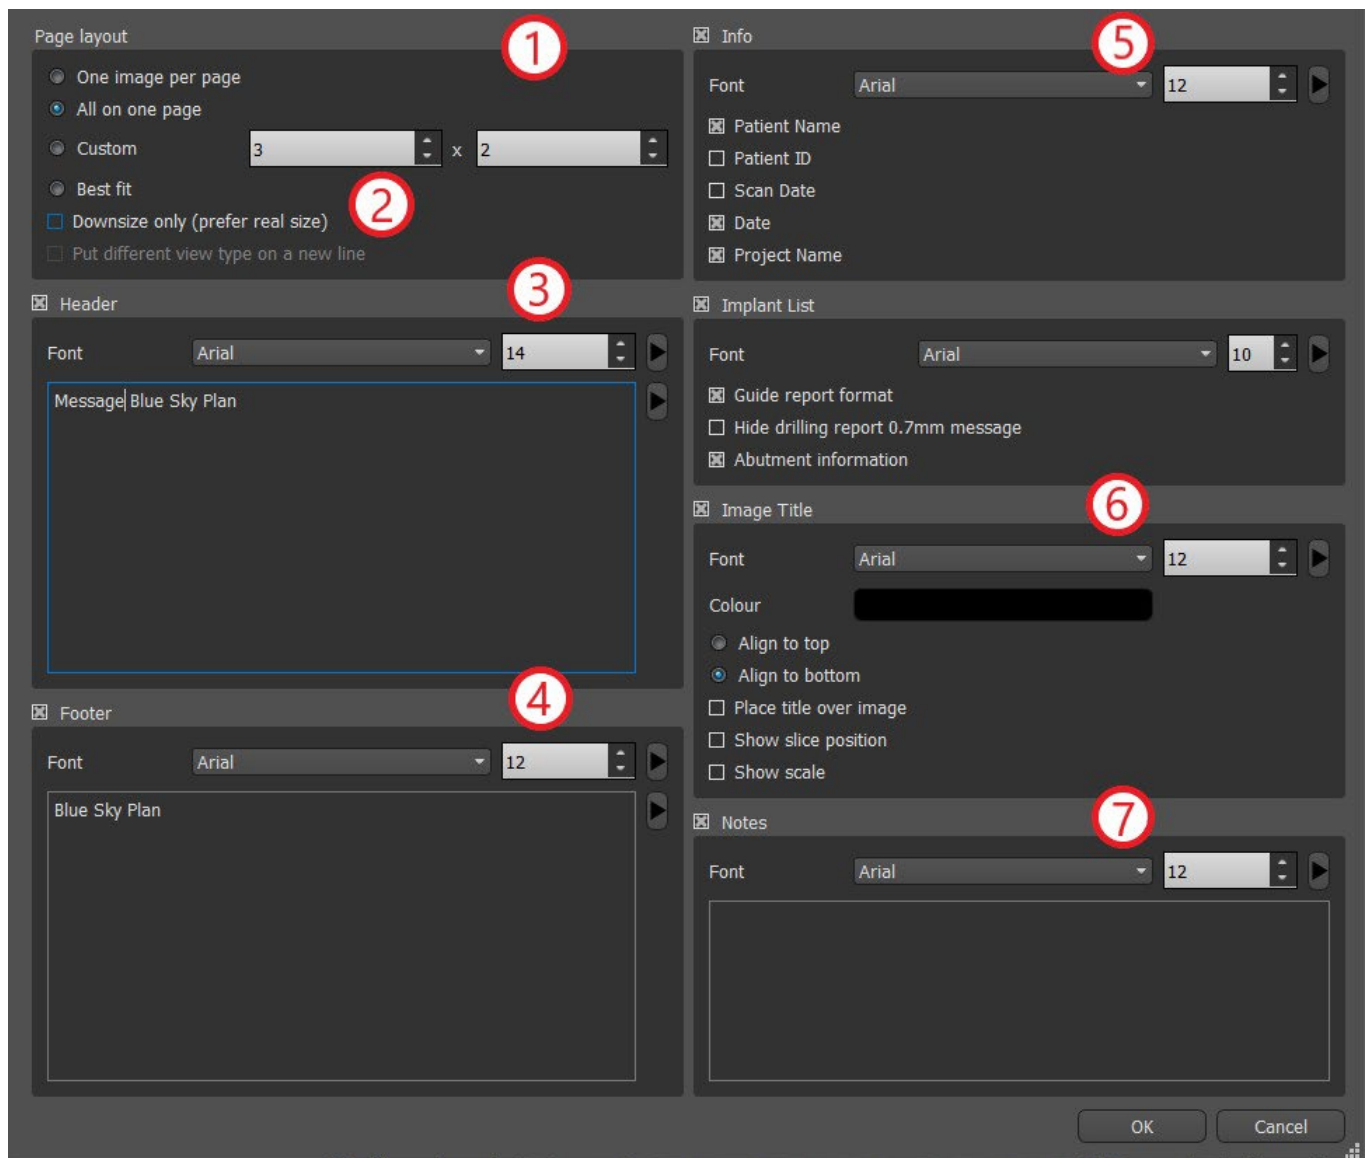 Page layout
1
One image per page
All on one page
Custom 3 x 2
Best fit
2
Downsize only (prefer real size)
Put different view type on a new line
3
Header
Font Arial 14
Message Blue Sky Plan
4
Footer
Font Arial 12
Blue Sky Plan
Info
5
Font Arial 12
Patient Name
Patient ID
Scan Date
Date
Project Name
Implant List
Font Arial 10
Guide report format
Hide drilling report 0.7mm message
Abutment information
6
Image Title
Font Arial 12
Colour
Align to top
Align to bottom
Place title over image
Show slice position
Show scale
7
Notes
Font Arial 12
OK Cancel